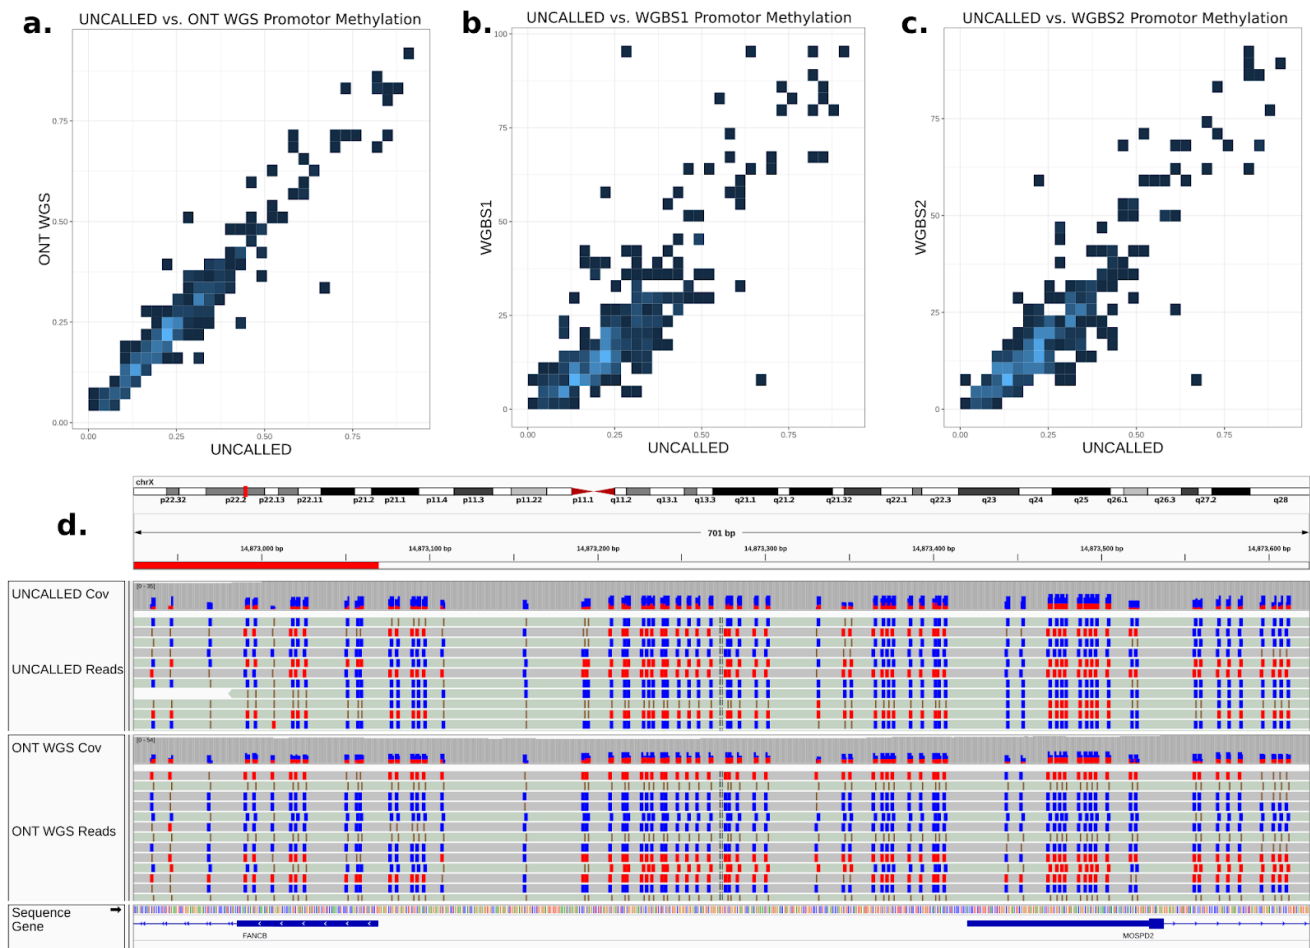 a.
UNCALLED vs. ONT WGS Promotor Methylation
ONT WGS
0.75
0.50
0.25
0.00
0.00 0.25 0.50 0.75
UNCALLED
b.
UNCALLED vs. WGBS1 Promotor Methylation
WGBS1
100
75
50
25
0
0.00 0.25 0.50 0.75
UNCALLED
c.
UNCALLED vs. WGBS2 Promotor Methylation
WGBS2
75
50
25
0
0.00 0.25 0.50 0.75
UNCALLED
d.
chrX
p22.32 p22.2 p22.13 p22.11 p21.2 p21.1 p11.4 p11.3 p11.22 p11.1 q11.2 q13.1 q13.3 q21.1 q21.2 q21.32 q22.1 q22.3 q23 q24 q25 q26.1 q26.3 q27.2 q28
701 bp
14,873,000 bp 14,873,100 bp 14,873,200 bp 14,873,300 bp 14,873,400 bp 14,873,500 bp 14,873,600 bp
UNCALLED Cov
[0 - 35]
UNCALLED Reads
ONT WGS Cov
[0 - 54]
ONT WGS Reads
Sequence
Gene
FANCB MOSPD2